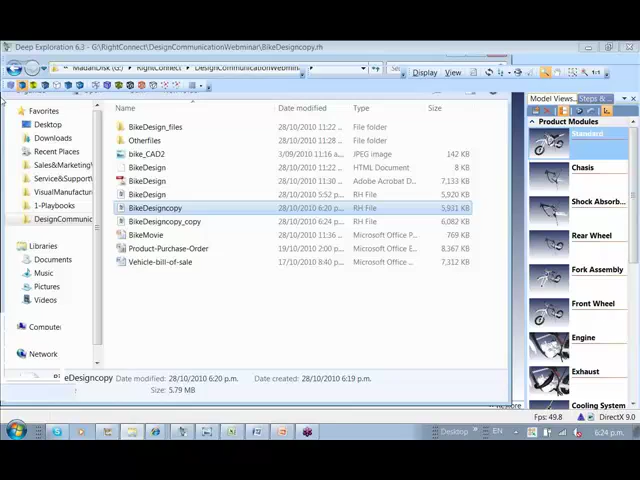 Deep Exploration 6.3 - G:\RightConnect\DesignCommunicationWebminar\BikeDesigncopy.rh
MadanDisk (G:) ▸ RightConnect ▸ DesignCommunicationWebminar ▸
Display View
Favorites
Desktop
Downloads
Recent Places
Sales&Marketing
Service&Support
VisualManufactur
1-Playbooks
DesignCommunic
Libraries
Documents
Music
Pictures
Videos
Computer
Network
Name Date modified Type Size
BikeDesign_files 28/10/2010 11:22 ... File folder
Otherfiles 28/10/2010 11:28 ... File folder
bike_CAD2 3/09/2010 11:16 a... JPEG image 142 KB
BikeDesign 28/10/2010 11:22 ... HTML Document 8 KB
BikeDesign 28/10/2010 11:30 ... Adobe Acrobat D... 7,133 KB
BikeDesign 28/10/2010 5:52 p... RH File 5,920 KB
BikeDesigncopy 28/10/2010 6:20 p... RH File 5,931 KB
BikeDesigncopy_copy 28/10/2010 6:24 p... RH File 6,082 KB
BikeMovie 28/10/2010 11:36 ... Microsoft Office P... 769 KB
Product-Purchase-Order 19/10/2010 2:00 p... Microsoft Office ... 8,367 KB
Vehicle-bill-of-sale 17/10/2010 8:40 p... Microsoft Office ... 7,312 KB
eDesigncopy Date modified: 28/10/2010 6:20 p.m. Date created: 28/10/2010 6:19 p.m.
Size: 5.79 MB
Model Views... Steps &
Product Modules
Standard
Chasis
Shock Absorb...
Rear Wheel
Fork Assembly
Front Wheel
Engine
Exhaust
Cooling System
Fps: 49.8 DirectX 9.0
Desktop EN 6:24 p.m.